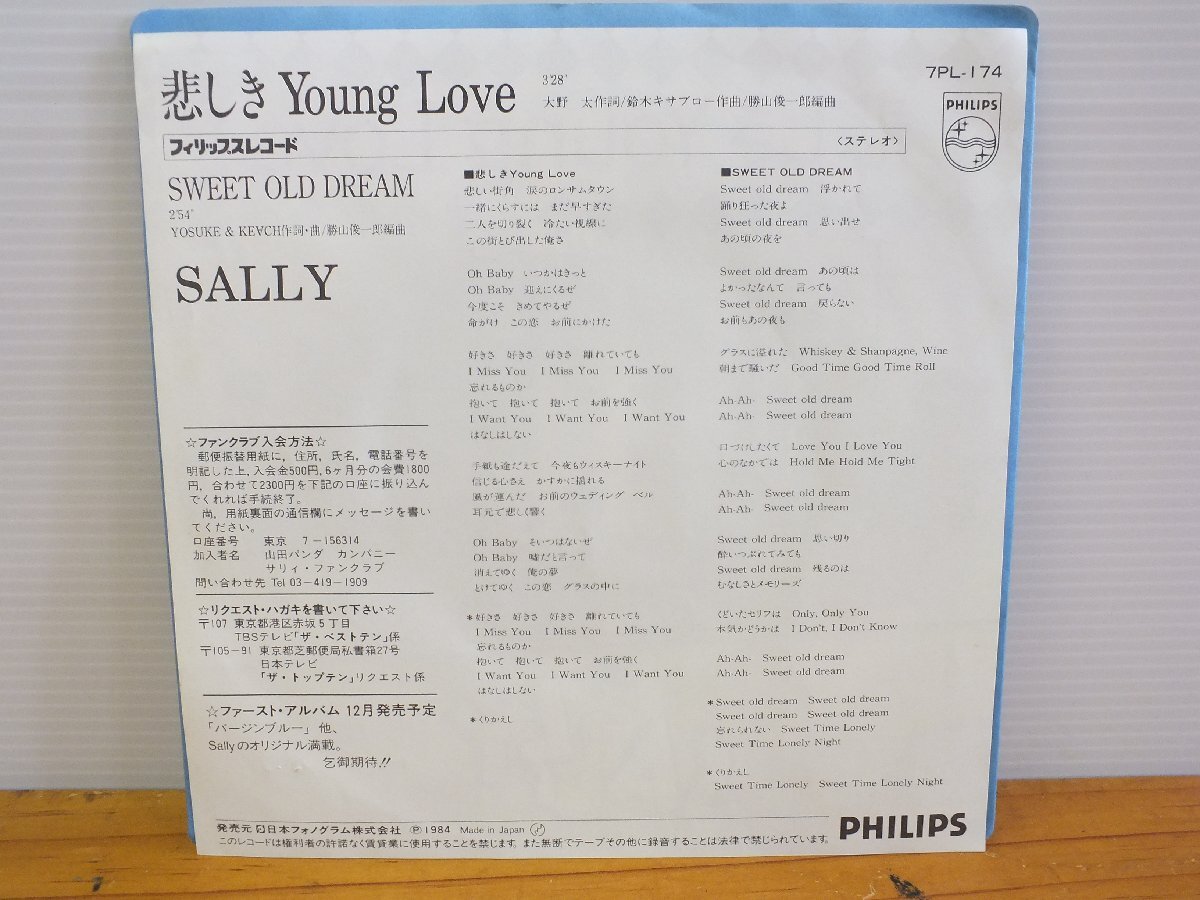 悲しき Young Love
3'28"
大野 太作詞/鈴木キサブロー作曲/勝山俊一郎編曲
7PL-174
PHILIPS
フィリップスレコード
〈ステレオ〉
SWEET OLD DREAM
2'54"
YOSUKE & KE∀CH作詞・曲/勝山俊一郎編曲
SALLY
☆ファンクラブ入会方法☆
郵便振替用紙に,住所,氏名,電話番号を
明記した上,入会金500円,6ヶ月分の会費1800
円,合わせて2300円を下記の口座に振り込ん
でくれれば手続終了。
尚,用紙裏面の通信欄にメッセージを書い
てください。
口座番号 東京 7-156314
加入者名 山田パンダ カンパニー
サリィ・ファンクラブ
問い合わせ先 Tel 03-419-1909
☆リクエスト・ハガキを書いて下さい☆
〒107 東京都港区赤坂5丁目
TBSテレビ「ザ・ベストテン」係
〒105-91 東京都芝郵便局私書箱27号
日本テレビ
「ザ・トップテン」リクエスト係
☆ファースト・アルバム 12月発売予定
「バージンブルー」他、
Sallyのオリジナル満載。
乞御期待!!
■悲しきYoung Love
悲しい街角 涙のロンサムタウン
一緒にくらすには まだ早すぎた
二人を切り裂く 冷たい視線に
この街とび出した俺さ
Oh Baby いつかはきっと
Oh Baby 迎えにくるぜ
今度こそ きめてやるぜ
命がけ この恋 お前にかけた
好きさ 好きさ 好きさ 離れていても
I Miss You I Miss You I Miss You
忘れるものか
抱いて 抱いて 抱いて お前を強く
I Want You I Want You I Want You
はなしはしない
手紙も途だえて 今夜もウィスキーナイト
信じる心さえ かすかに揺れる
風が運んだ お前のウェディング ベル
耳元で悲しく響く
Oh Baby そいつはないぜ
Oh Baby 嘘だと言って
消えてゆく 俺の夢
とけてゆく この恋 グラスの中に
*好きさ 好きさ 好きさ 離れていても
I Miss You I Miss You I Miss You
忘れるものか
抱いて 抱いて 抱いて お前を強く
I Want You I Want You I Want You
はなしはしない
*くりかえし
■SWEET OLD DREAM
Sweet old dream 浮かれて
踊り狂った夜よ
Sweet old dream 思い出せ
あの頃の夜を
Sweet old dream あの頃は
よかったなんて 言っても
Sweet old dream 戻らない
お前もあの夜も
グラスに溢れた Whiskey & Shanpagne, Wine
朝まで騒いだ Good Time Good Time Roll
Ah-Ah- Sweet old dream
Ah-Ah- Sweet old dream
口づけしたくて Love You I Love You
心のなかでは Hold Me Hold Me Tight
Ah-Ah- Sweet old dream
Ah-Ah- Sweet old dream
Sweet old dream 思い切り
酔いつぶれてみても
Sweet old dream 残るのは
むなしさとメモリーズ
くどいたセリフは Only, Only You
本気かどうかは I Don't, I Don't Know
Ah-Ah- Sweet old dream
Ah-Ah- Sweet old dream
*Sweet old dream Sweet old dream
Sweet old dream Sweet old dream
忘れられない Sweet Time Lonely
Sweet Time Lonely Night
*くりかえし
Sweet Time Lonely Sweet Time Lonely Night
発売元 日本フォノグラム株式会社 Ⓟ1984 Made in Japan
このレコードは権利者の許諾なく賃貸業に使用することを禁じます。また無断でテープその他に録音することは法律で禁じられています。
PHILIPS